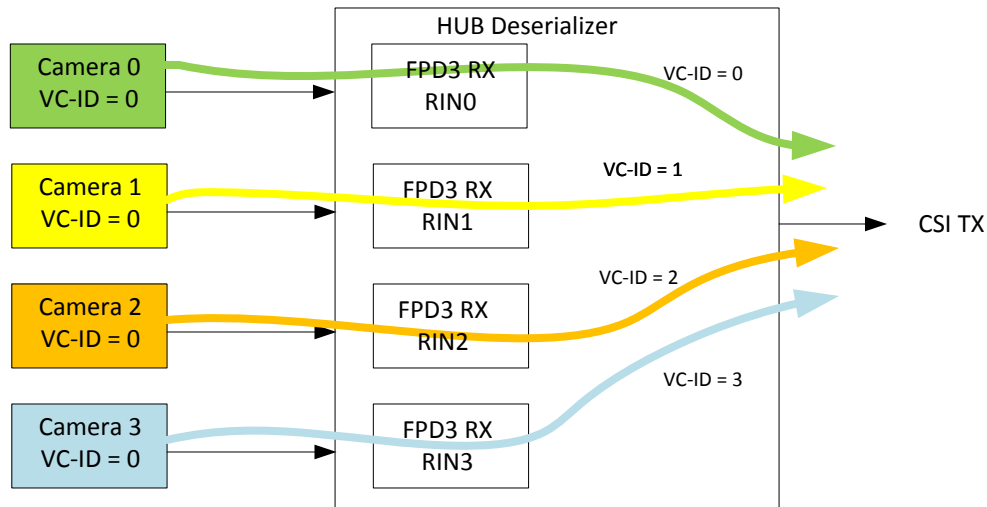 HUB Deserializer
Camera 0
VC-ID = 0
FPD3 RX
RIN0
VC-ID = 0
Camera 1
VC-ID = 0
FPD3 RX
RIN1
VC-ID = 1
CSI TX
Camera 2
VC-ID = 0
FPD3 RX
RIN2
VC-ID = 2
Camera 3
VC-ID = 0
FPD3 RX
RIN3
VC-ID = 3